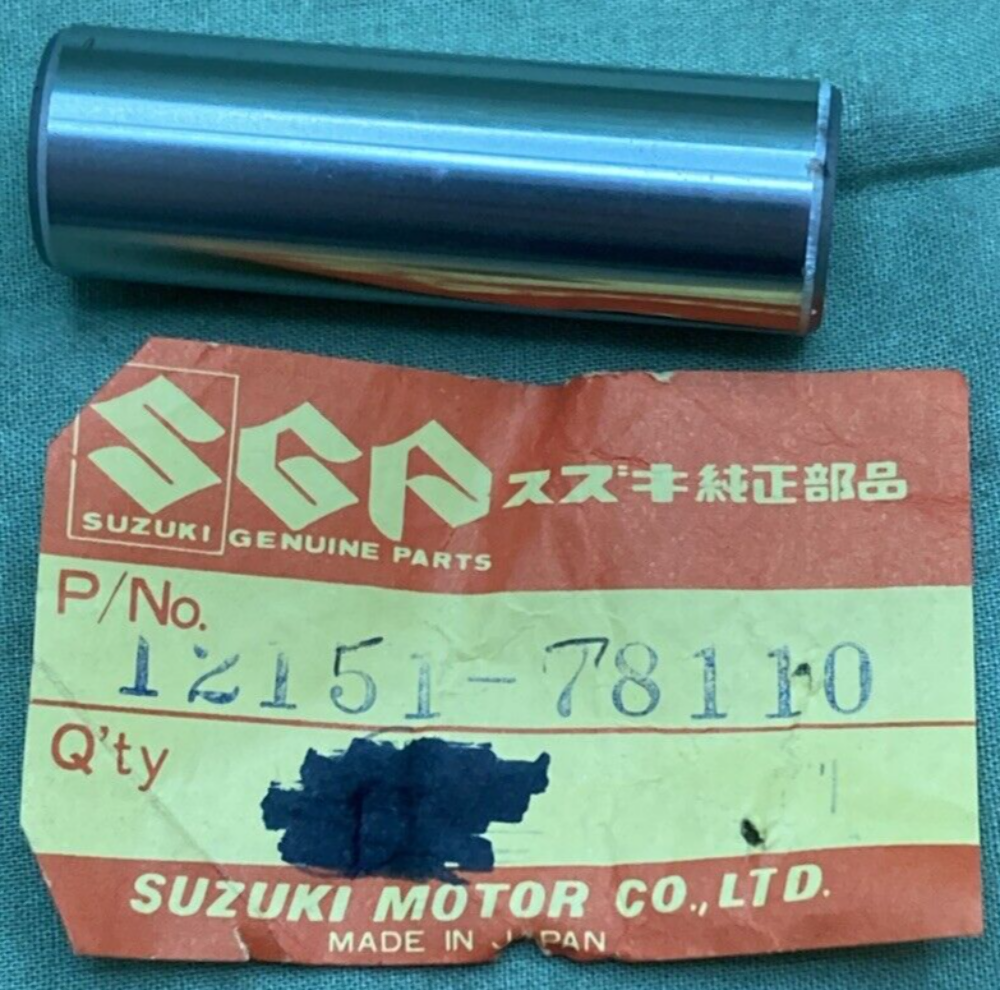 SGP スズキ純正部品
SUZUKI GENUINE PARTS
P/No.
12151-78110
Q'ty
SUZUKI MOTOR CO., LTD.
MADE IN JAPAN